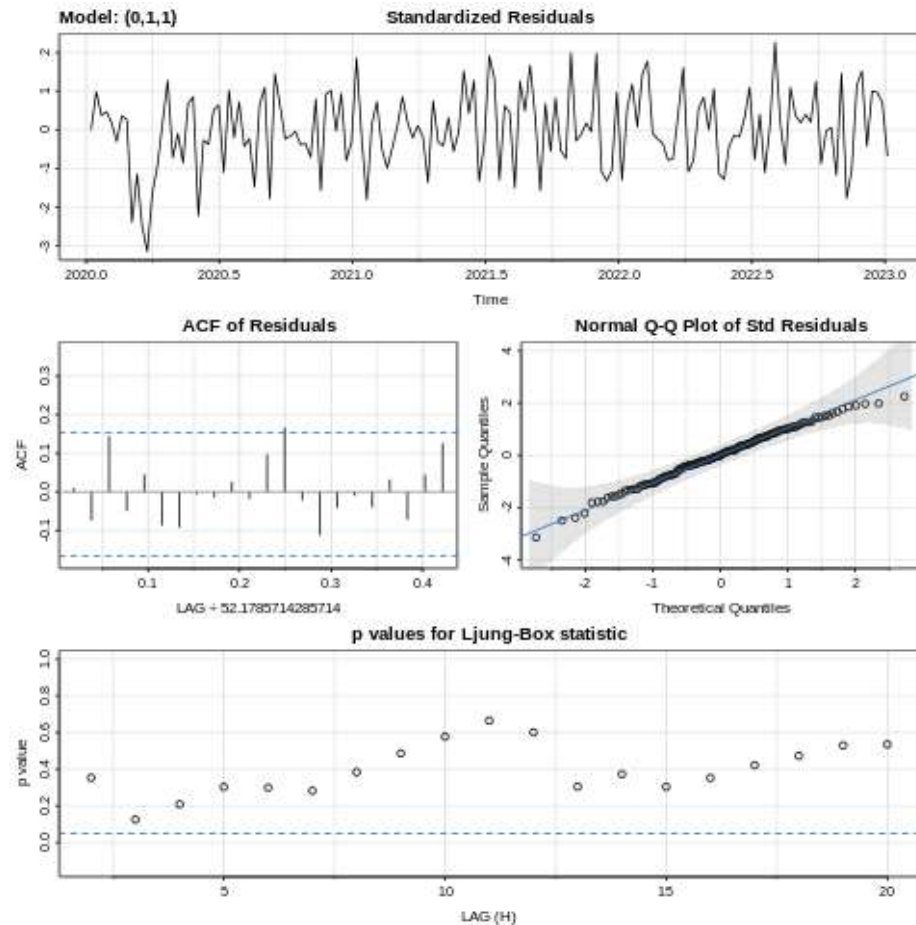 Model: (0,1,1) Standardized Residuals
2
1
0
-1
-2
-3
2020.0 2020.5 2021.0 2021.5 2022.0 2022.5 2023.0
Time
ACF of Residuals
ACF
0.3
0.2
0.1
0.0
-0.1
0.1 0.2 0.3 0.4
LAG ÷ 52.1785714285714
Normal Q-Q Plot of Std Residuals
Sample Quantiles
4
2
0
-2
-4
-2 -1 0 1 2
Theoretical Quantiles
p values for Ljung-Box statistic
p value
1.0
0.8
0.6
0.4
0.2
0.0
5 10 15 20
LAG (H)